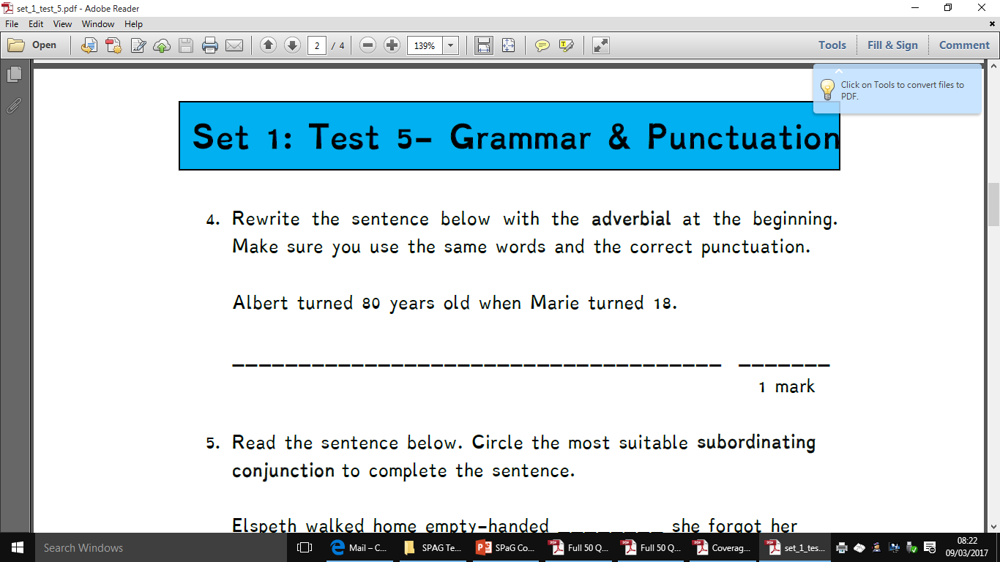 set_1_test_5.pdf - Adobe Reader
File Edit View Window Help
Open 2 / 4 139% Tools Fill & Sign Comment
Click on Tools to convert files to
PDF.
Set 1: Test 5- Grammar & Punctuation
4. Rewrite the sentence below with the adverbial at the beginning.
Make sure you use the same words and the correct punctuation.
Albert turned 80 years old when Marie turned 18.
_____________________________________ _______
1 mark
5. Read the sentence below. Circle the most suitable subordinating
conjunction to complete the sentence.
Elspeth walked home empty-handed ________ she forgot her
Search Windows Mail – C... SPAG Te... SPaG Co... Full 50 Q... Full 50 Q... Coverag... set_1_tes... 08:22
09/03/2017